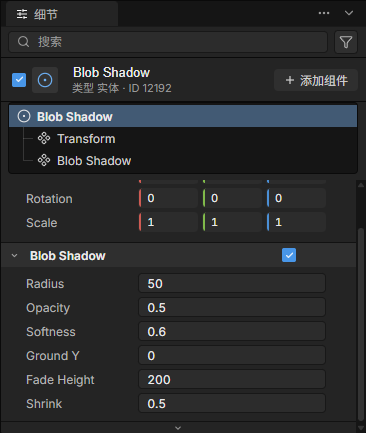 细节
搜索
Blob Shadow
类型 实体 · ID 12192
+ 添加组件
Blob Shadow
Transform
Blob Shadow
Rotation 0 0 0
Scale 1 1 1
Blob Shadow
Radius 50
Opacity 0.5
Softness 0.6
Ground Y 0
Fade Height 200
Shrink 0.5